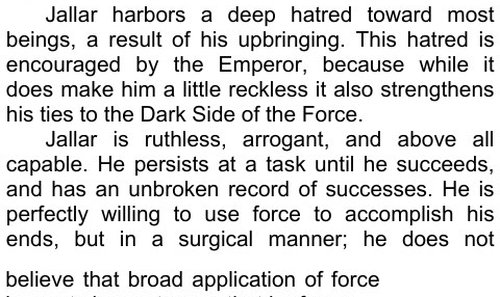 Jallar harbors a deep hatred toward most
beings, a result of his upbringing. This hatred is
encouraged by the Emperor, because while it
does make him a little reckless it also strengthens
his ties to the Dark Side of the Force.
Jallar is ruthless, arrogant, and above all
capable. He persists at a task until he succeeds,
and has an unbroken record of successes. He is
perfectly willing to use force to accomplish his
ends, but in a surgical manner; he does not
believe that broad application of force